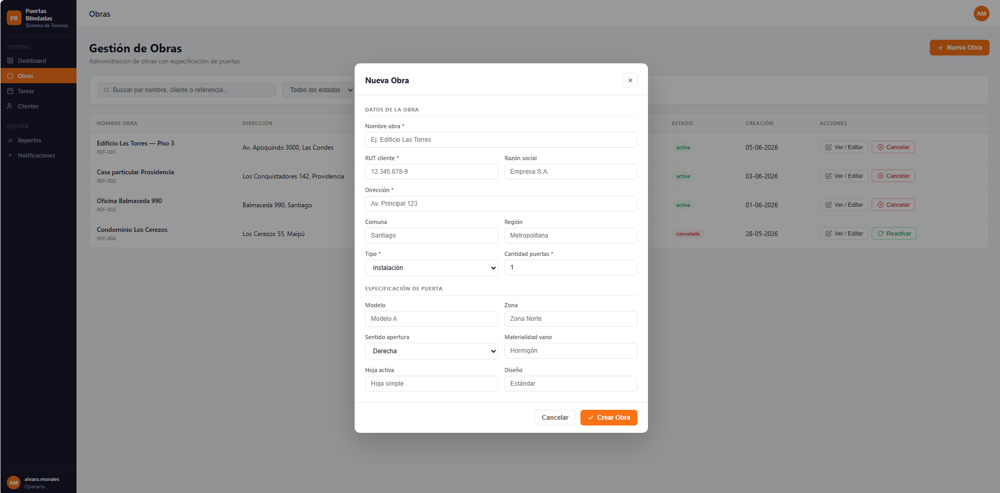 PB
Puertas
Blindadas
Sistema de Terreno
TERRENO
Dashboard
Obras
Tareas
Clientes
GESTIÓN
Reportes
Notificaciones
AM
alvaro.morales
Operario
Obras
AM
Gestión de Obras
Administración de obras con especificación de puertas
+ Nueva Obra
Buscar por nombre, cliente o referencia...
Todos los estados
NOMBRE OBRA DIRECCIÓN ESTADO CREACIÓN ACCIONES
Edificio Las Torres — Piso 3
REF-001
Av. Apoquindo 3000, Las Condes
activa
05-06-2026
Ver / Editar
Cancelar
Casa particular Providencia
REF-002
Los Conquistadores 142, Providencia
activa
03-06-2026
Ver / Editar
Cancelar
Oficina Balmaceda 990
REF-003
Balmaceda 990, Santiago
activa
01-06-2026
Ver / Editar
Cancelar
Condominio Los Cerezos
REF-004
Los Cerezos 55, Maipú
cancelada
28-05-2026
Ver / Editar
Reactivar
Nueva Obra
DATOS DE LA OBRA
Nombre obra *
Ej: Edificio Las Torres
RUT cliente * Razón social
12.345.678-9 Empresa S.A.
Dirección *
Av. Principal 123
Comuna Región
Santiago Metropolitana
Tipo * Cantidad puertas *
Instalación 1
ESPECIFICACIÓN DE PUERTA
Modelo Zona
Modelo A Zona Norte
Sentido apertura Materialidad vano
Derecha Hormigón
Hoja activa Diseño
Hoja simple Estándar
Cancelar Crear Obra